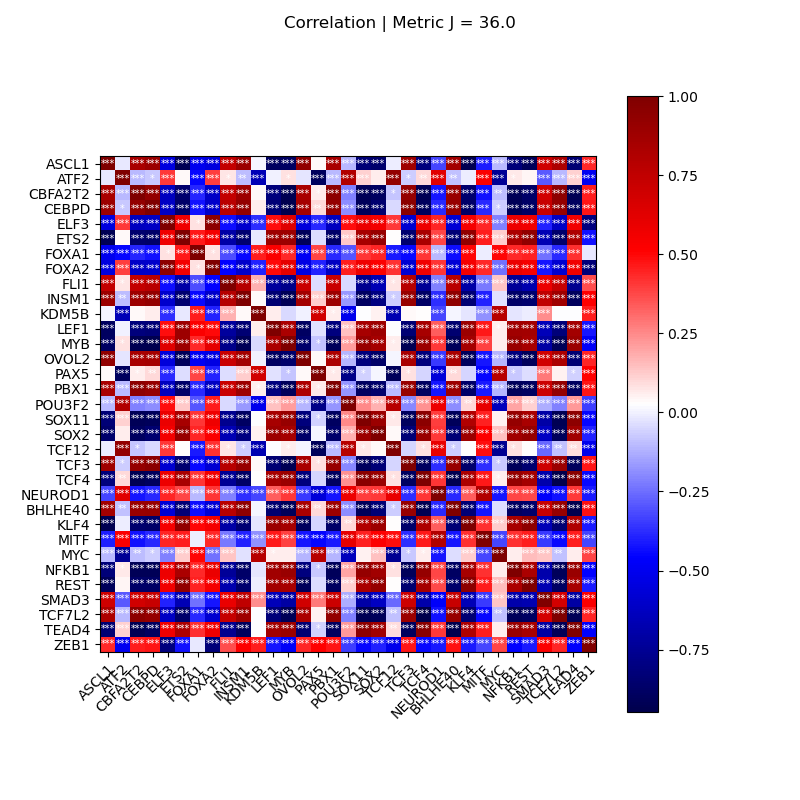 Correlation | Metric J = 36.0
ASCL1
ATF2
CBFA2T2
CEBPD
ELF3
ETS2
FOXA1
FOXA2
FLI1
INSM1
KDM5B
LEF1
MYB
OVOL2
PAX5
PBX1
POU3F2
SOX11
SOX2
TCF12
TCF3
TCF4
NEUROD1
BHLHE40
KLF4
MITF
MYC
NFKB1
REST
SMAD3
TCF7L2
TEAD4
ZEB1
ASCL1
ATF2
CBFA2T2
CEBPD
ELF3
ETS2
FOXA1
FOXA2
FLI1
INSM1
KDM5B
LEF1
MYB
OVOL2
PAX5
PBX1
POU3F2
SOX11
SOX2
TCF12
TCF3
TCF4
NEUROD1
BHLHE40
KLF4
MITF
MYC
NFKB1
REST
SMAD3
TCF7L2
TEAD4
ZEB1
1.00
0.75
0.50
0.25
0.00
−0.25
−0.50
−0.75